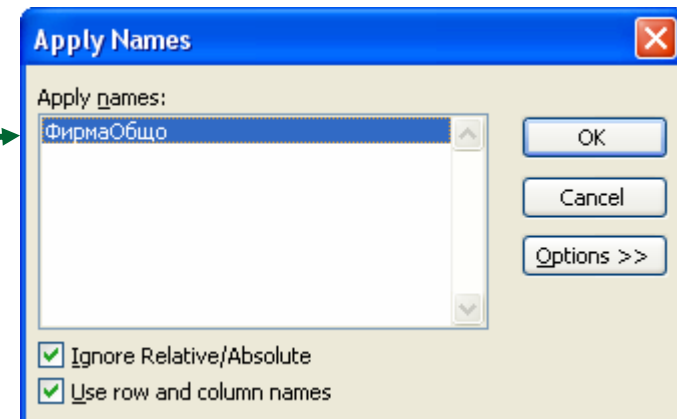 Apply Names
Apply names:
ФирмаОбщо
OK
Cancel
Options >>
Ignore Relative/Absolute
Use row and column names